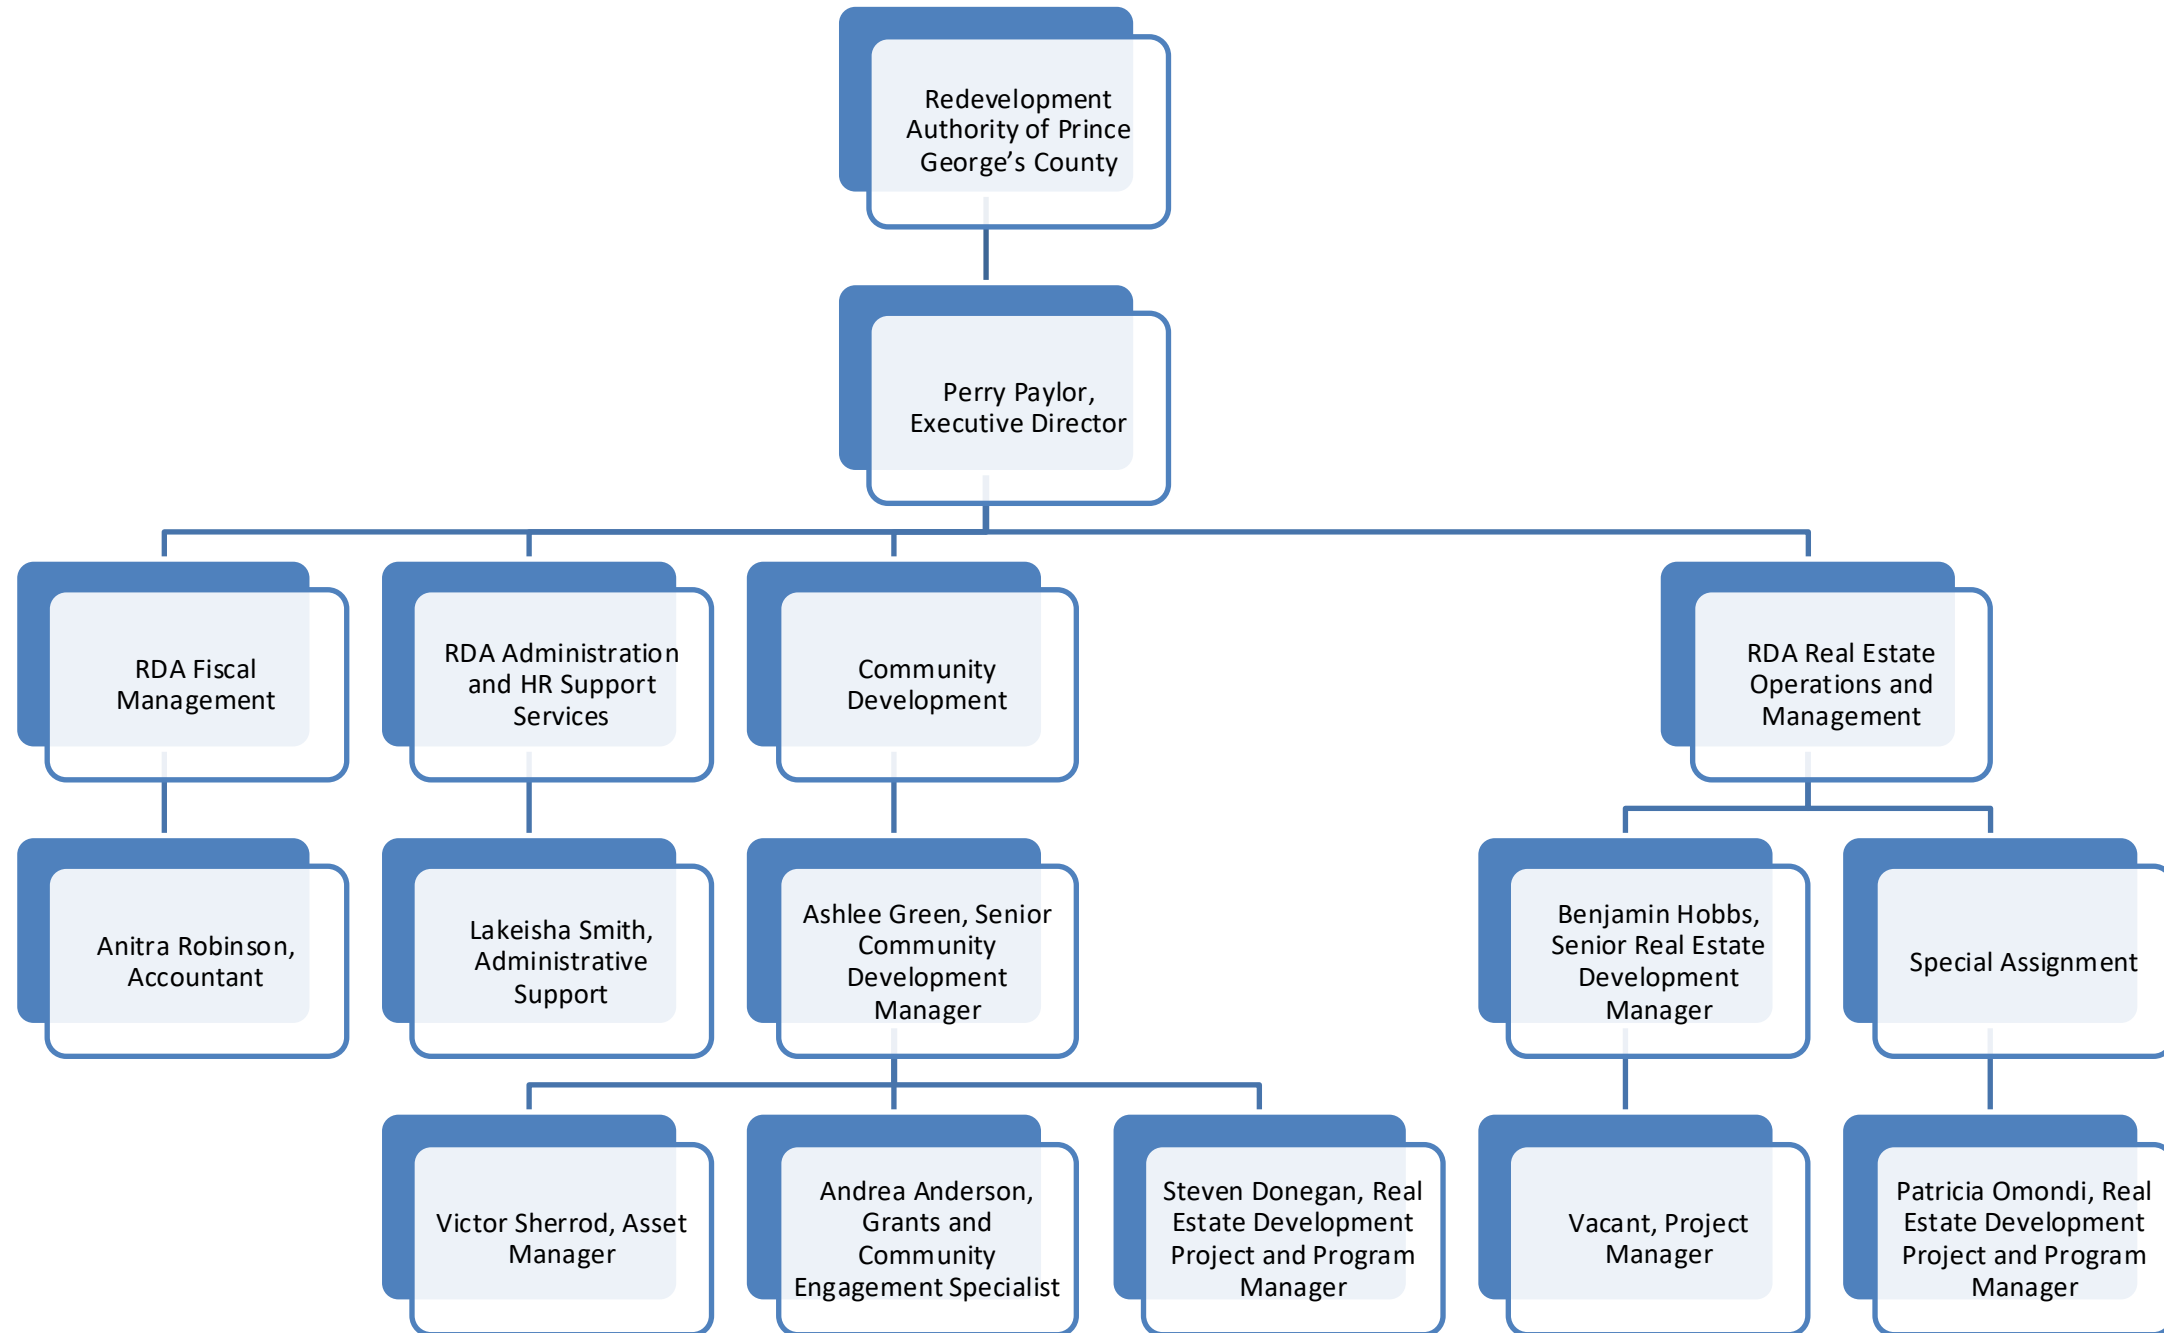 Redevelopment
Authority of Prince
George’s County
Perry Paylor,
Executive Director
RDA Fiscal
Management
RDA Administration
and HR Support
Services
Community
Development
RDA Real Estate
Operations and
Management
Anitra Robinson,
Accountant
Lakeisha Smith,
Administrative
Support
Ashlee Green, Senior
Community
Development
Manager
Benjamin Hobbs,
Senior Real Estate
Development
Manager
Special Assignment
Victor Sherrod, Asset
Manager
Andrea Anderson,
Grants and
Community
Engagement Specialist
Steven Donegan, Real
Estate Development
Project and Program
Manager
Vacant, Project
Manager
Patricia Omondi, Real
Estate Development
Project and Program
Manager